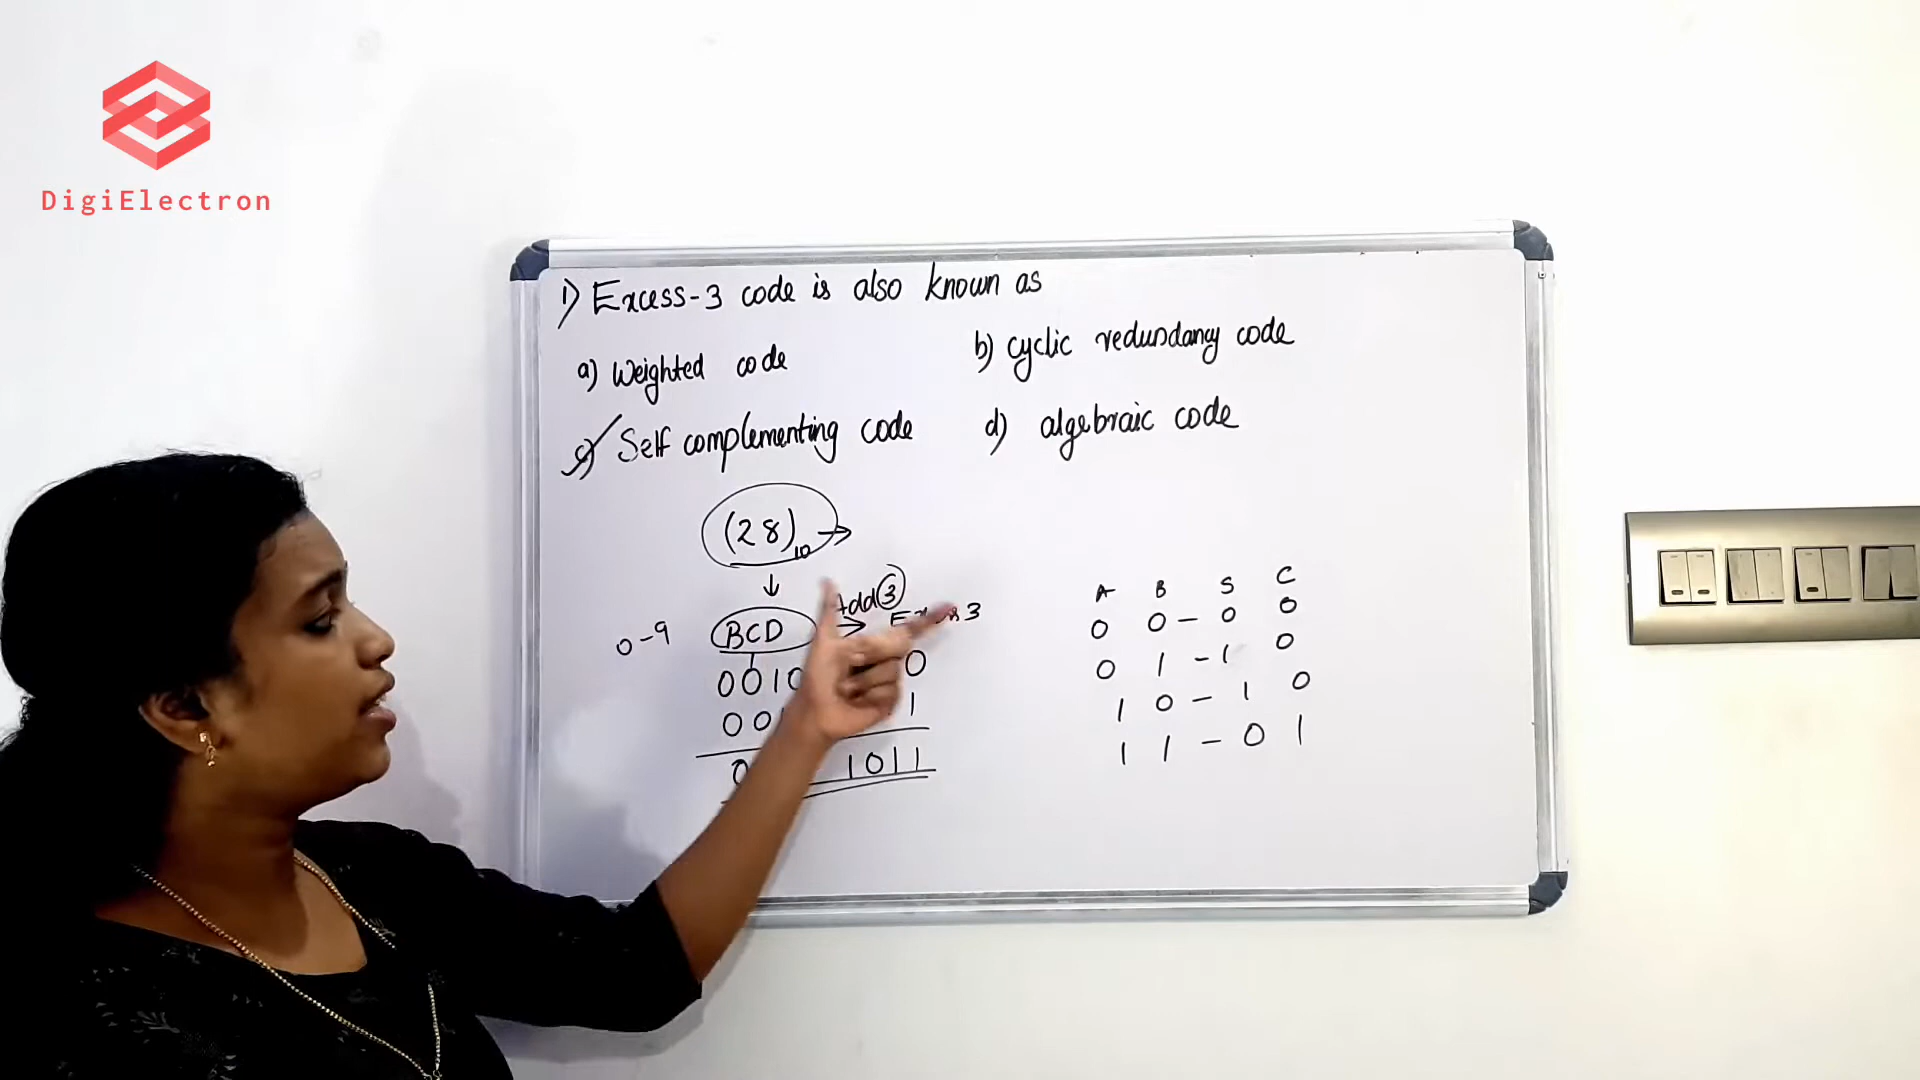 DigiElectron
1) Excess-3 code is also known as
a) Weighted code
b) cyclic redundancy code
c) Self complementing code
d) algebraic code
(28)10 →
↓
Add 3
0-9 BCD → 3
0010 0
00 1
0 1011
A B S C
0 0 - 0 0
0 1 - 1 0
1 0 - 1 0
1 1 - 0 1